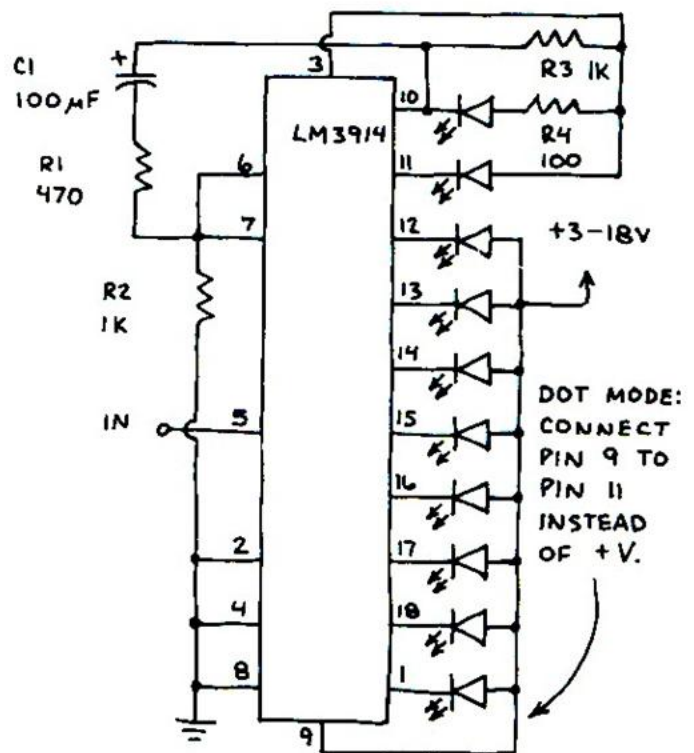 C1
100 µF
+
3
R3 1K
10
LM3914
R4
100
R1
470
6
11
7
12
+3-18V
R2
1K
13
14
IN
5
15
DOT MODE:
CONNECT
PIN 9 TO
PIN 11
INSTEAD
OF +V.
16
2
17
4
18
8
1
9